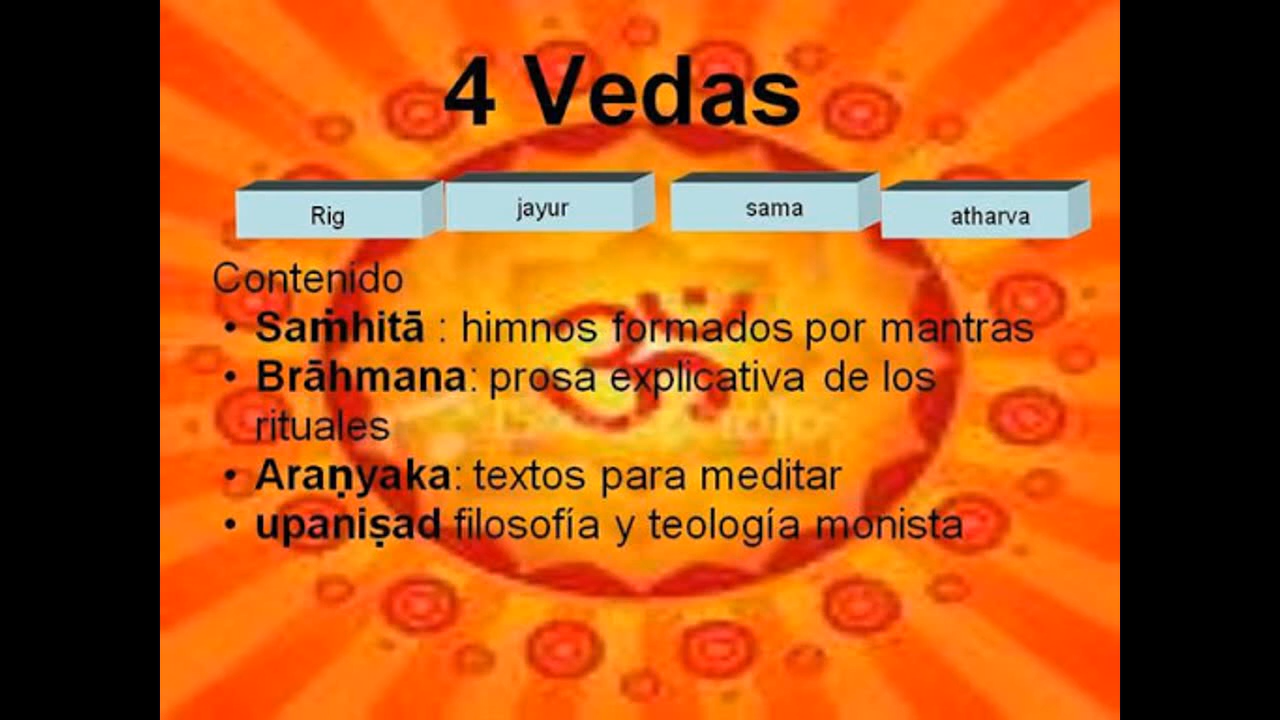 4 Vedas
Rig jayur sama atharva
Contenido
• Saṁhitā : himnos formados por mantras
• Brāhmana: prosa explicativa de los
rituales
• Araṇyaka: textos para meditar
• upaniṣad filosofía y teología monista